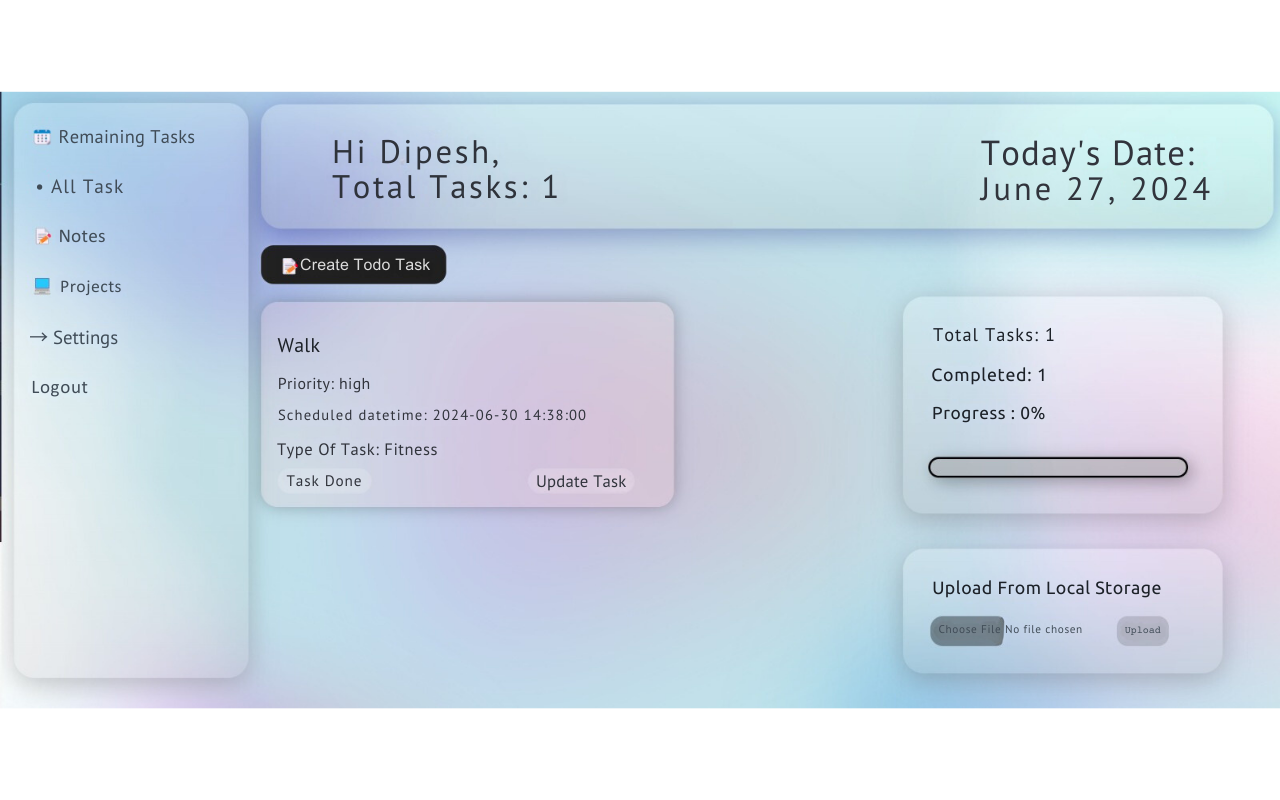 Remaining Tasks
• All Task
Notes
Projects
→ Settings
Logout
Hi Dipesh,
Total Tasks: 1
Today's Date:
June 27, 2024
Create Todo Task
Walk
Priority: high
Scheduled datetime: 2024-06-30 14:38:00
Type Of Task: Fitness
Task Done
Update Task
Total Tasks: 1
Completed: 1
Progress : 0%
Upload From Local Storage
Choose File No file chosen
Upload